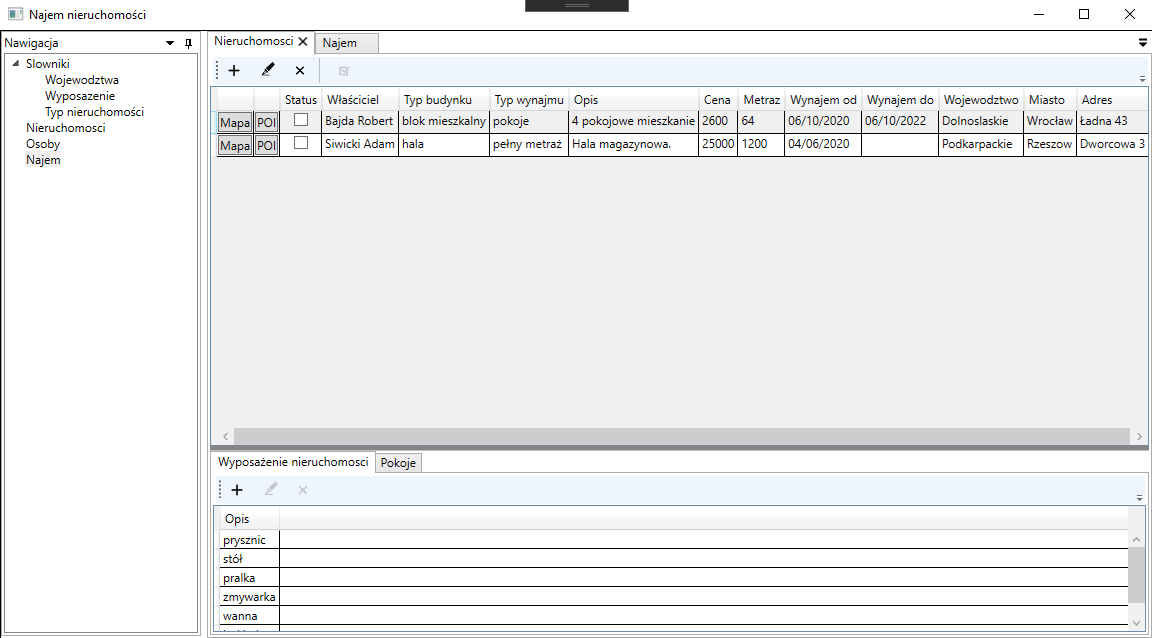 Najem nieruchomości
Nawigacja
Slowniki
Wojewodztwa
Wyposazenie
Typ nieruchomości
Nieruchomosci
Osoby
Najem
Nieruchomosci Najem
Status Właściciel Typ budynku Typ wynajmu Opis Cena Metraz Wynajem od Wynajem do Wojewodztwo Miasto Adres
Mapa POI Bajda Robert blok mieszkalny pokoje 4 pokojowe mieszkanie 2600 64 06/10/2020 06/10/2022 Dolnoslaskie Wrocław Ładna 43
Mapa POI Siwicki Adam hala pełny metraż Hala magazynowa. 25000 1200 04/06/2020 Podkarpackie Rzeszow Dworcowa 3
Wyposażenie nieruchomosci Pokoje
Opis
prysznic
stół
pralka
zmywarka
wanna